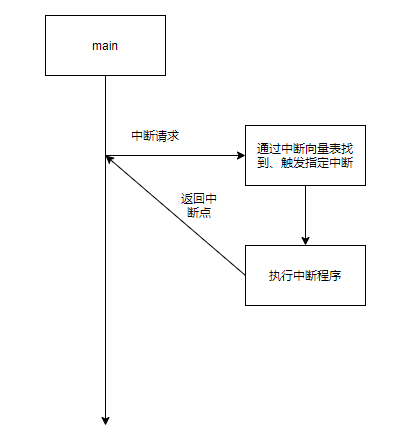 main
中断请求
通过中断向量表找
到、触发指定中断
返回中
断点
执行中断程序